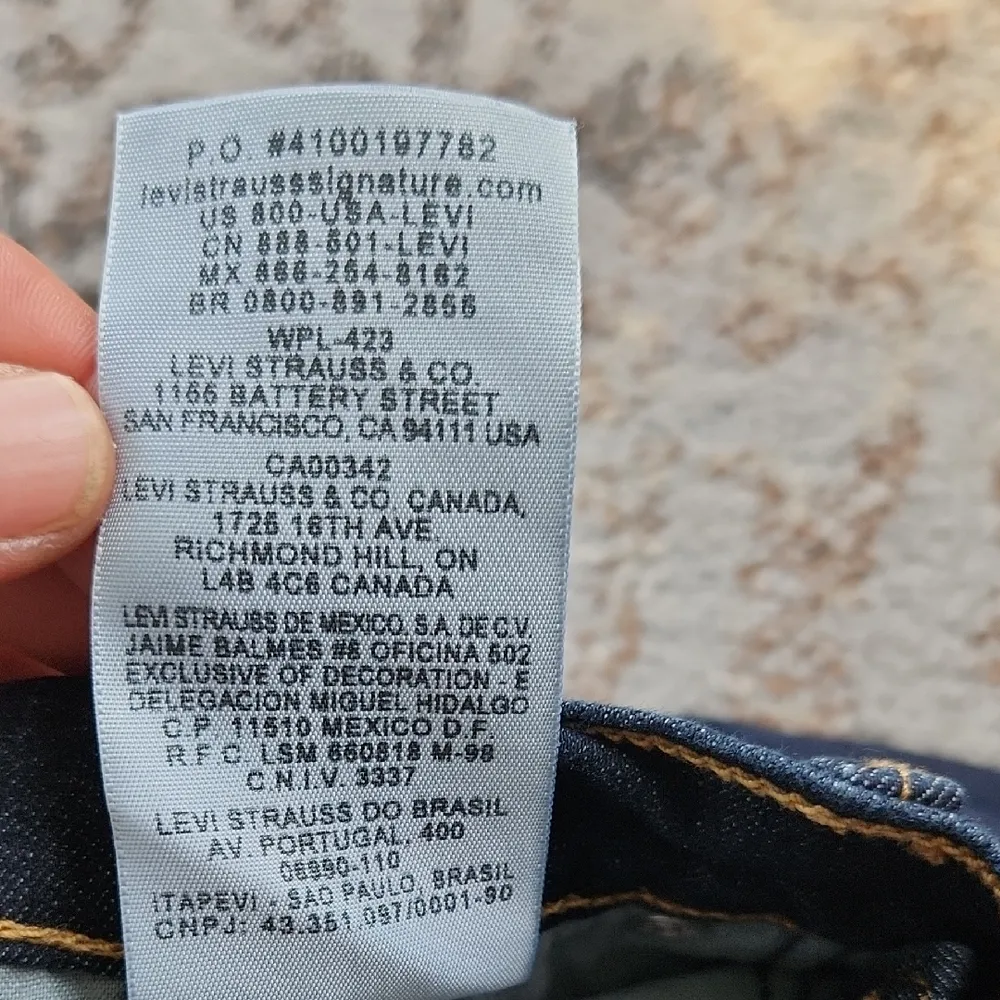 P.O. #4100197782
levistrausssignature.com
US 800-USA-LEVI
CN 888-501-LEVI
MX 866-264-8162
BR 0800-891-2855
WPL-423
LEVI STRAUSS & CO.
1155 BATTERY STREET
SAN FRANCISCO, CA 94111 USA
CA00342
LEVI STRAUSS & CO. CANADA,
1725 16TH AVE.
RICHMOND HILL, ON
L4B 4C6 CANADA
LEVI STRAUSS DE MEXICO, S.A. DE C.V.
JAIME BALMES #8 OFICINA 602
EXCLUSIVE OF DECORATION - E
DELEGACION MIGUEL HIDALGO
C.P. 11510 MEXICO D.F.
R.F.C. LSM 660818 M-98
C.N.I.V. 3337
LEVI STRAUSS DO BRASIL
AV. PORTUGAL, 400
06690-110
ITAPEVI - SAO PAULO, BRASIL
CNPJ: 43.351.097/0001-90